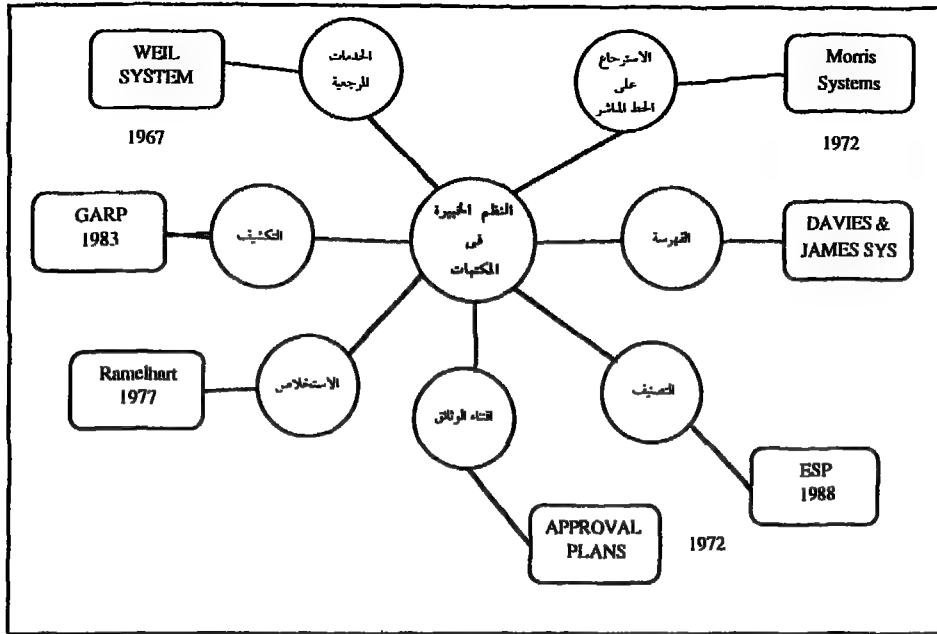 WEIL
SYSTEM
1967
الخدمات
المرجعية
الاسترجاع
على
الخط المباشر
Morris
Systems
1972
GARP
1983
التكشيف
النظم الخبيرة
فى
المكتبات
الفهرسة
DAVIES &
JAMES SYS
Ramelhart
1977
الاستخلاص
اقتناء الوثائق
التصنيف
ESP
1988
APPROVAL
PLANS
1972